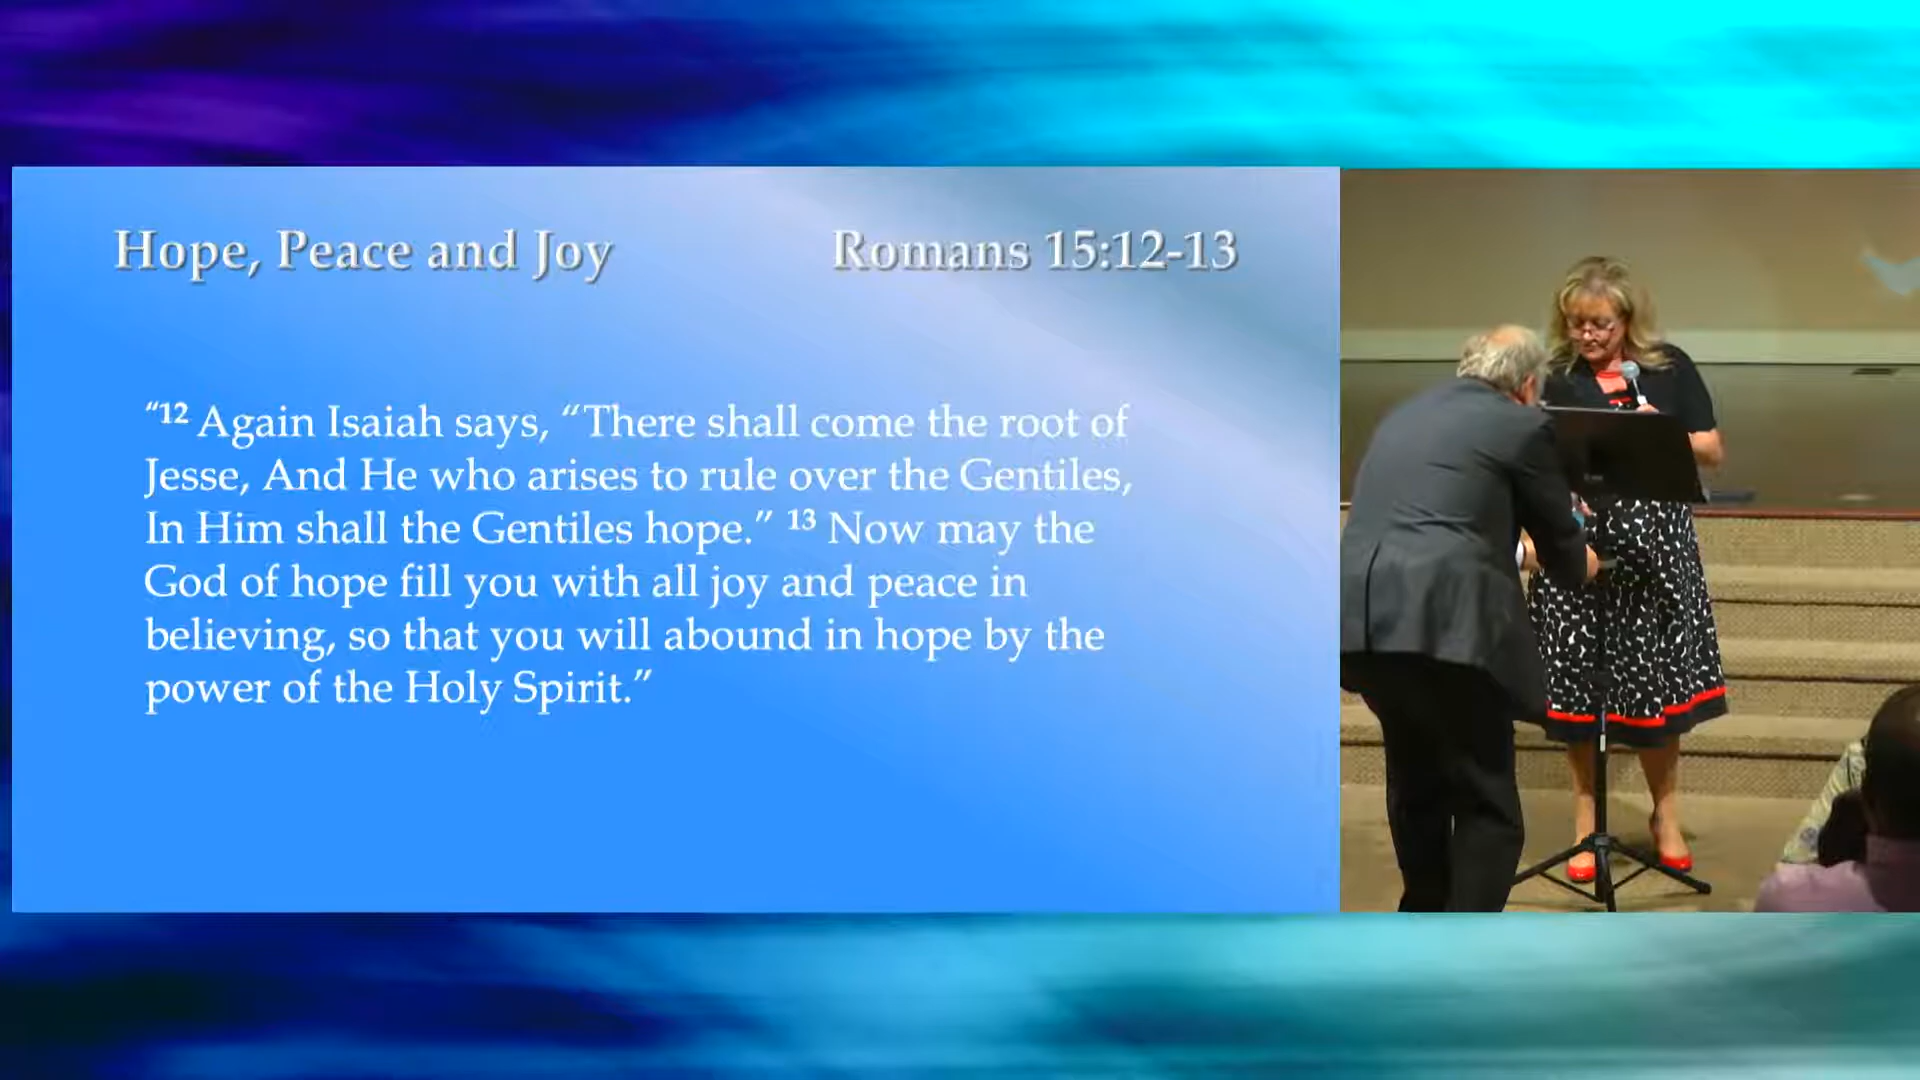 Hope, Peace and Joy
Romans 15:12-13
“12 Again Isaiah says, “There shall come the root of
Jesse, And He who arises to rule over the Gentiles,
In Him shall the Gentiles hope.” 13 Now may the
God of hope fill you with all joy and peace in
believing, so that you will abound in hope by the
power of the Holy Spirit.”